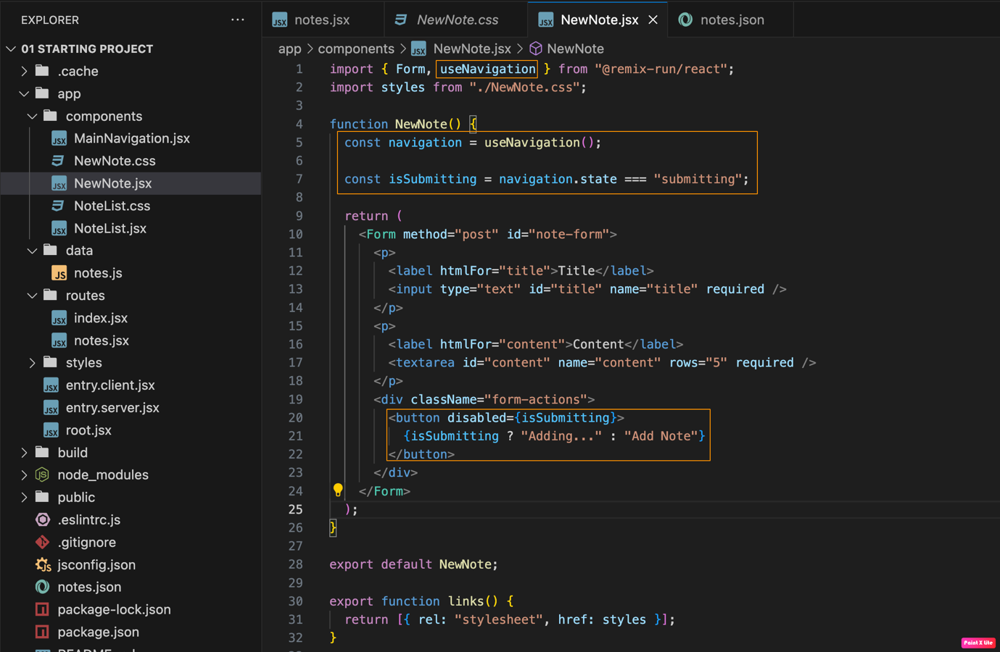 EXPLORER
01 STARTING PROJECT
.cache
app
components
MainNavigation.jsx
NewNote.css
NewNote.jsx
NoteList.css
NoteList.jsx
data
notes.js
routes
index.jsx
notes.jsx
styles
entry.client.jsx
entry.server.jsx
root.jsx
build
node_modules
public
.eslintrc.js
.gitignore
jsconfig.json
notes.json
package-lock.json
package.json
notes.jsx
NewNote.css
NewNote.jsx
notes.json
app > components > NewNote.jsx > NewNote
1 import { Form, useNavigation } from "@remix-run/react";
2 import styles from "./NewNote.css";
3
4 function NewNote() {
5 const navigation = useNavigation();
6
7 const isSubmitting = navigation.state === "submitting";
8
9 return (
10 <Form method="post" id="note-form">
11 <p>
12 <label htmlFor="title">Title</label>
13 <input type="text" id="title" name="title" required />
14 </p>
15 <p>
16 <label htmlFor="content">Content</label>
17 <textarea id="content" name="content" rows="5" required />
18 </p>
19 <div className="form-actions">
20 <button disabled={isSubmitting}>
21 {isSubmitting ? "Adding..." : "Add Note"}
22 </button>
23 </div>
24 </Form>
25 );
26 }
27
28 export default NewNote;
29
30 export function links() {
31 return [{ rel: "stylesheet", href: styles }];
32 }
Paint X lite